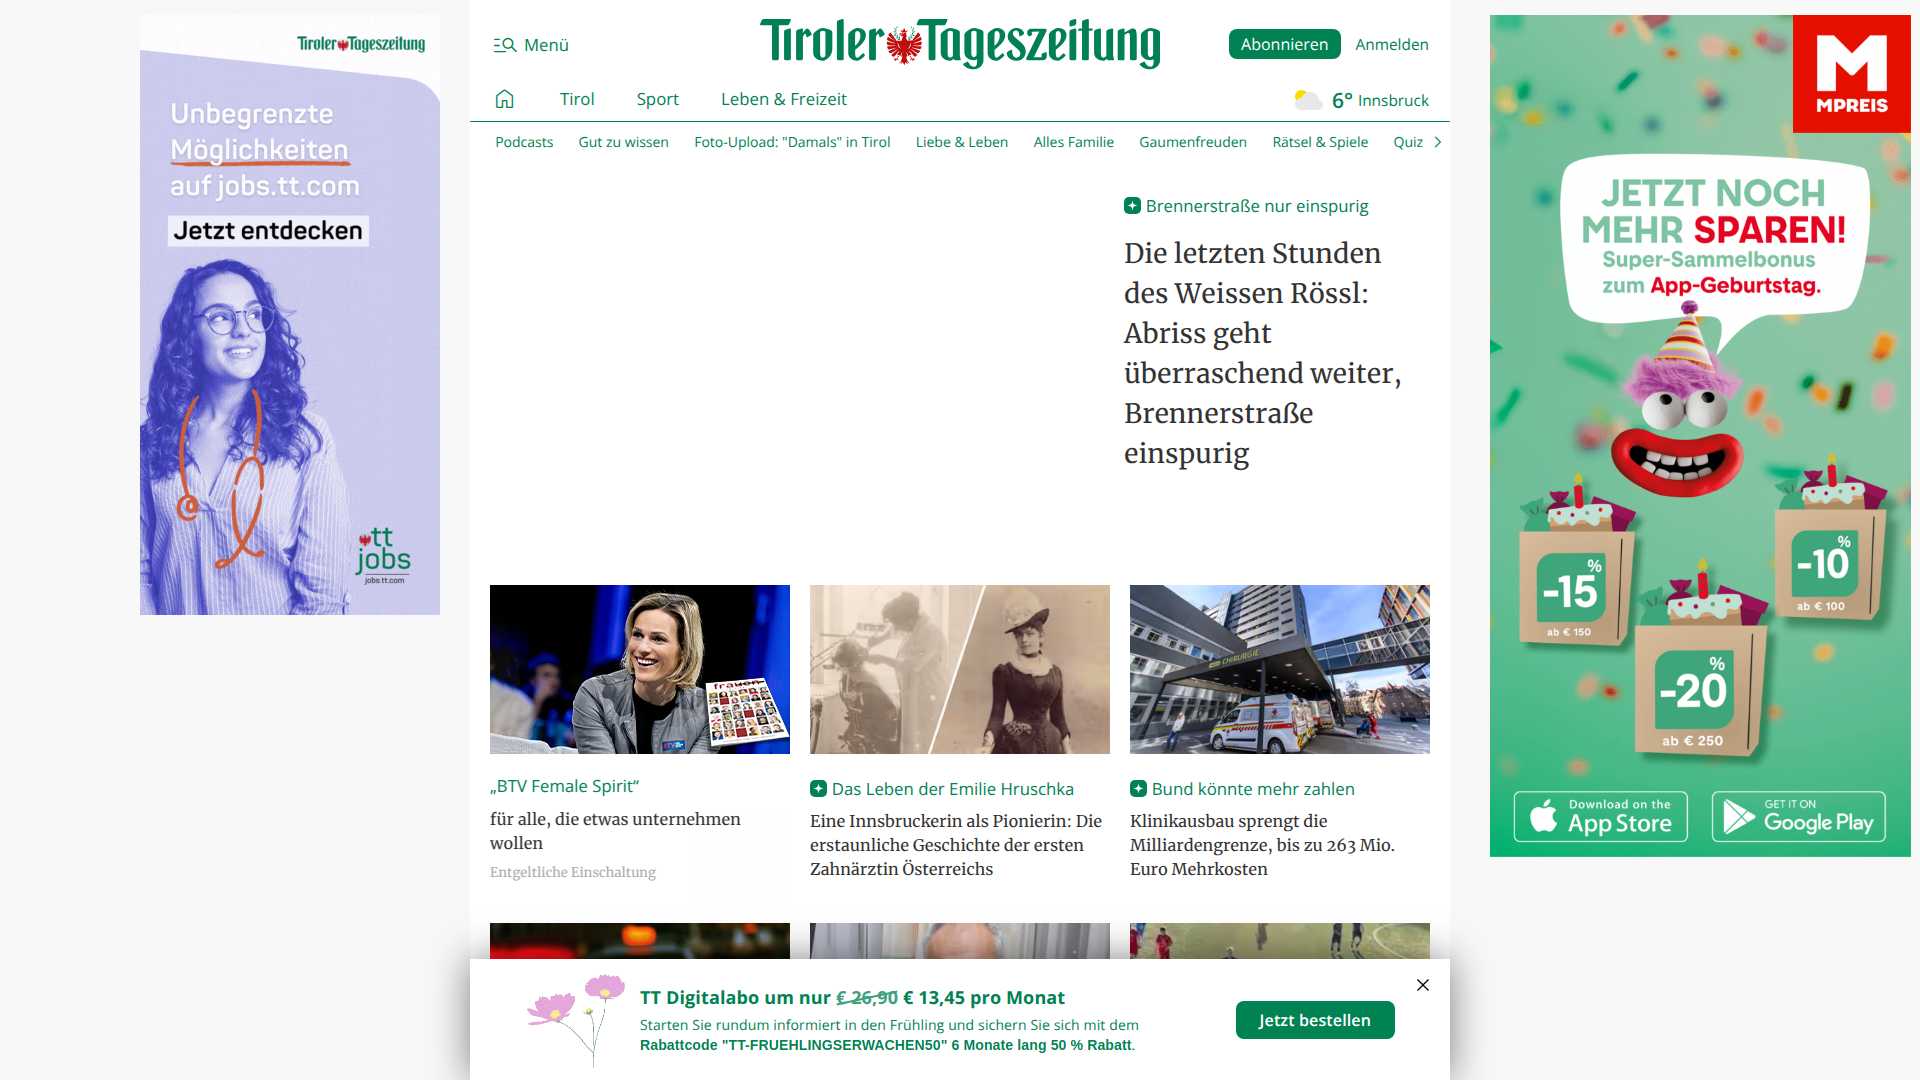 Tiroler Tageszeitung
Unbegrenzte
Möglichkeiten
auf jobs.tt.com
Jetzt entdecken
tt
jobs
jobs.tt.com
Menü
Tiroler Tageszeitung
Abonnieren
Anmelden
Tirol
Sport
Leben & Freizeit
6° Innsbruck
Podcasts
Gut zu wissen
Foto-Upload: "Damals" in Tirol
Liebe & Leben
Alles Familie
Gaumenfreuden
Rätsel & Spiele
Quiz
Brennerstraße nur einspurig
Die letzten Stunden
des Weissen Rössl:
Abriss geht
überraschend weiter,
Brennerstraße
einspurig
frauen
CHIRURGIE
„BTV Female Spirit“
für alle, die etwas unternehmen
wollen
Entgeltliche Einschaltung
Das Leben der Emilie Hruschka
Eine Innsbruckerin als Pionierin: Die
erstaunliche Geschichte der ersten
Zahnärztin Österreichs
Bund könnte mehr zahlen
Klinikausbau sprengt die
Milliardengrenze, bis zu 263 Mio.
Euro Mehrkosten
TT Digitalabo um nur € 26,90 € 13,45 pro Monat
Starten Sie rundum informiert in den Frühling und sichern Sie sich mit dem
Rabattcode "TT-FRUEHLINGSERWACHEN50" 6 Monate lang 50 % Rabatt.
Jetzt bestellen
M
MPREIS
JETZT NOCH
MEHR SPAREN!
Super-Sammelbonus
zum App-Geburtstag.
-15%
ab € 150
-10%
ab € 100
-20%
ab € 250
Download on the
App Store
GET IT ON
Google Play